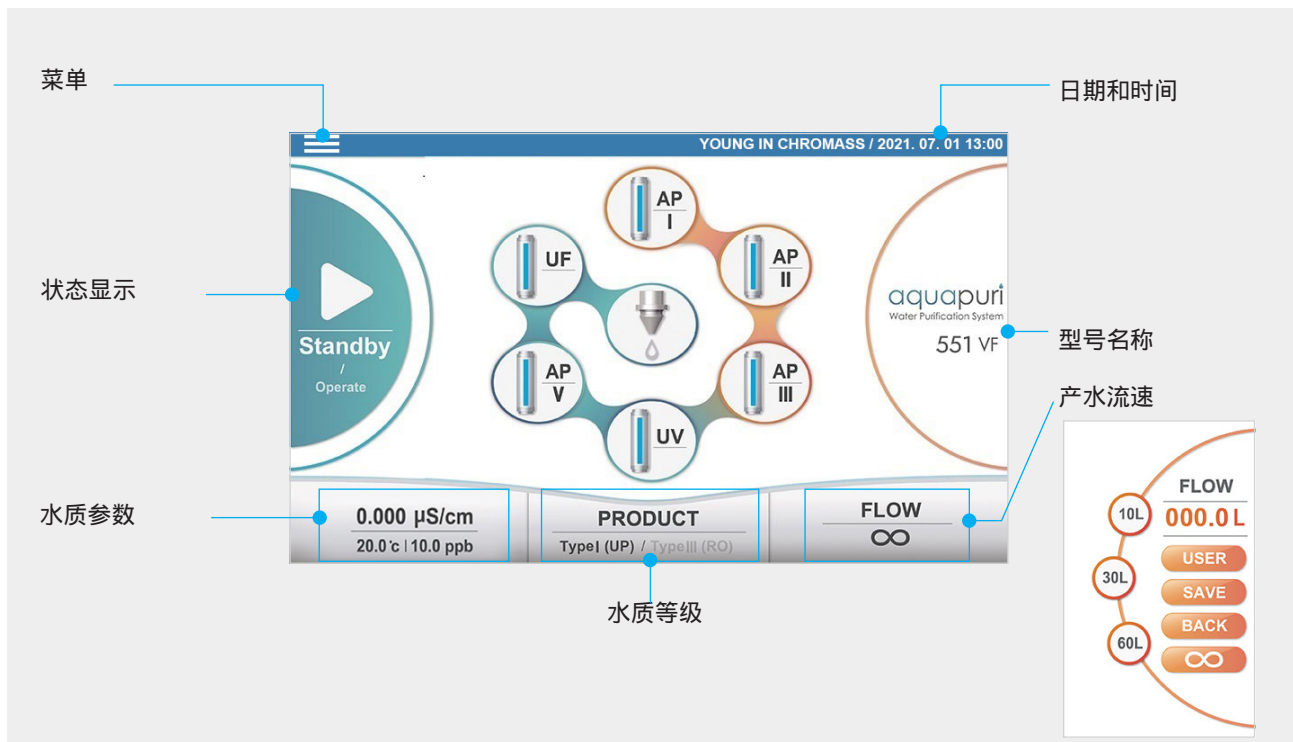 菜单
日期和时间
YOUNG IN CHROMASS / 2021. 07. 01 13:00
AP
I
UF
AP
II
状态显示
aquapuri
Water Purification System
551 VF
型号名称
Standby
/
Operate
AP
V
AP
III
产水流速
UV
水质参数
0.000 µS/cm
20.0℃ | 10.0 ppb
PRODUCT
TypeI (UP) / TypeIII (RO)
FLOW
∞
水质等级
FLOW
10L
000.0 L
USER
30L
SAVE
BACK
60L
∞